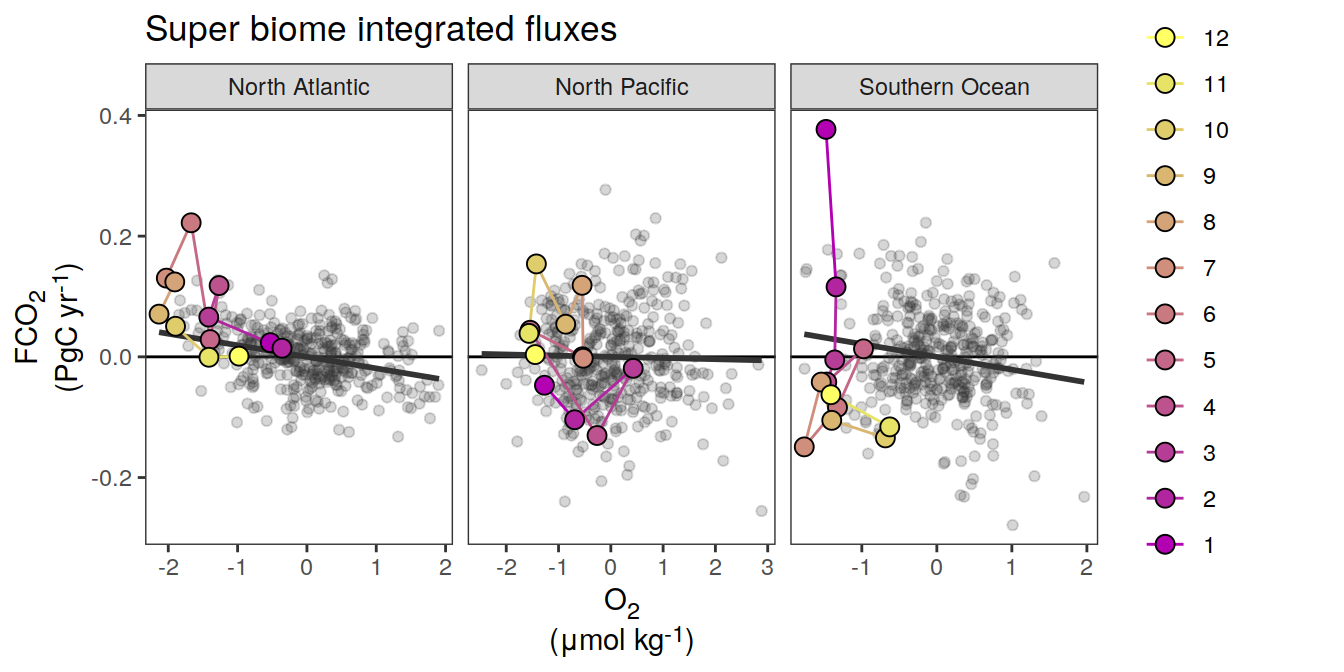 Super biome integrated fluxes
North Atlantic North Pacific Southern Ocean
FCO₂
(PgC yr⁻¹)
0.4
0.2
0.0
-0.2
-2 -1 0 1 2 -2 -1 0 1 2 3 -1 0 1 2
O₂
(μmol kg⁻¹)
12
11
10
9
8
7
6
5
4
3
2
1